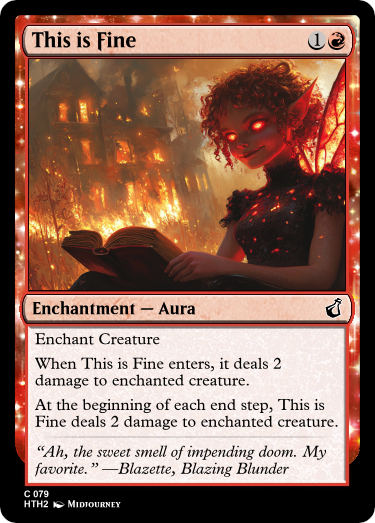 This is Fine
1
Enchantment — Aura
Enchant Creature
When This is Fine enters, it deals 2
damage to enchanted creature.
At the beginning of each end step, This is
Fine deals 2 damage to enchanted creature.
“Ah, the sweet smell of impending doom. My
favorite.” —Blazette, Blazing Blunder
C 079
HTH2 Midjourney